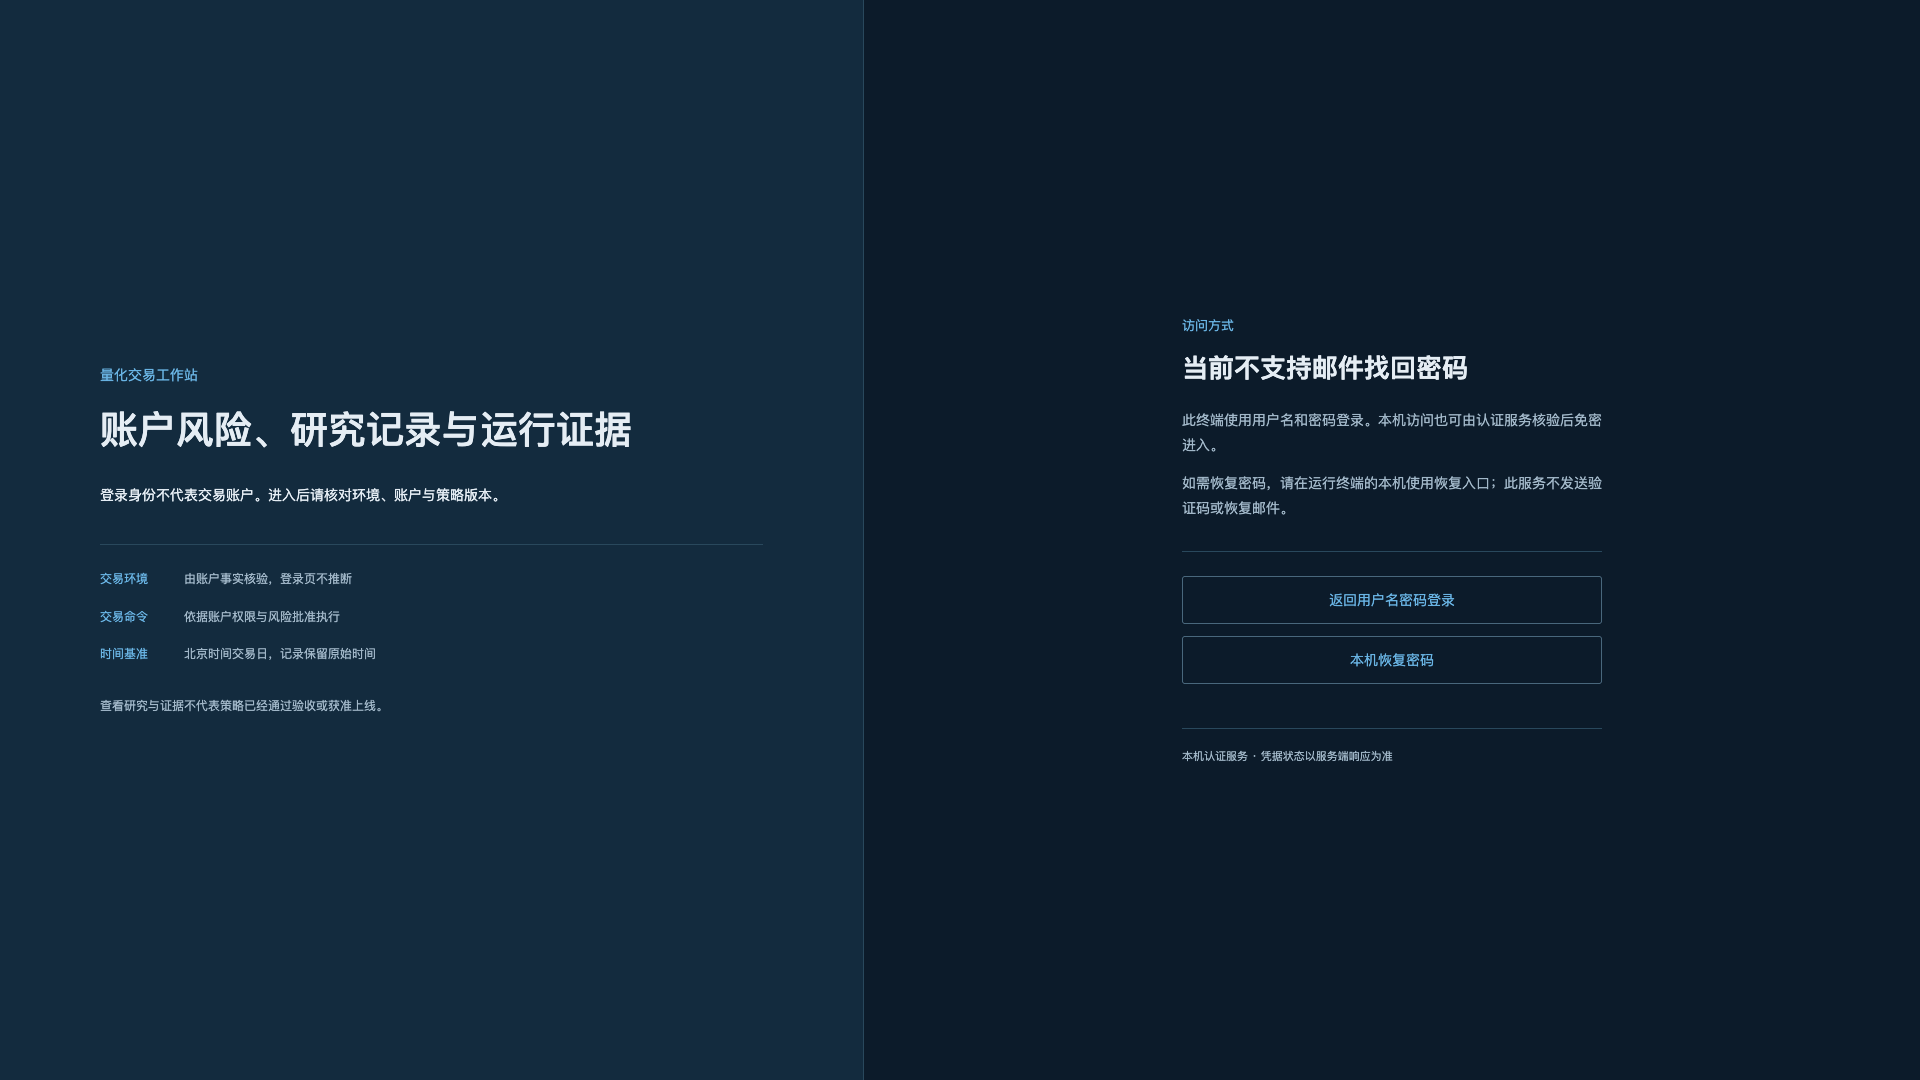 量化交易工作站
账户风险、研究记录与运行证据
登录身份不代表交易账户。进入后请核对环境、账户与策略版本。
交易环境 由账户事实核验，登录页不推断
交易命令 依据账户权限与风险批准执行
时间基准 北京时间交易日，记录保留原始时间
查看研究与证据不代表策略已经通过验收或获准上线。
访问方式
当前不支持邮件找回密码
此终端使用用户名和密码登录。本机访问也可由认证服务核验后免密
进入。
如需恢复密码，请在运行终端的本机使用恢复入口；此服务不发送验
证码或恢复邮件。
返回用户名密码登录
本机恢复密码
本机认证服务 · 凭据状态以服务端响应为准